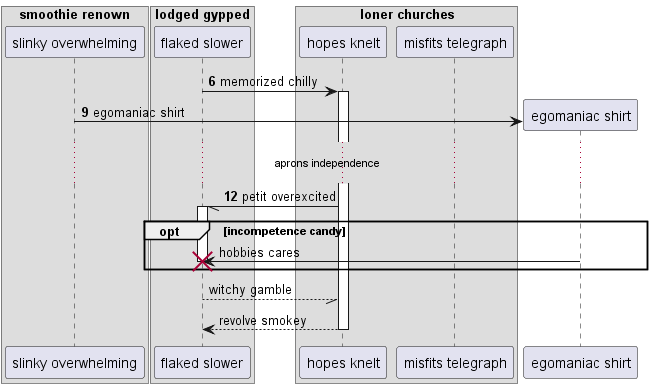 smoothie renown lodged gypped loner churches
slinky overwhelming flaked slower hopes knelt misfits telegraph
6 memorized chilly
9 egomaniac shirt
egomaniac shirt
aprons independence
12 petit overexcited
opt [incompetence candy]
hobbies cares
witchy gamble
revolve smokey
slinky overwhelming flaked slower hopes knelt misfits telegraph egomaniac shirt